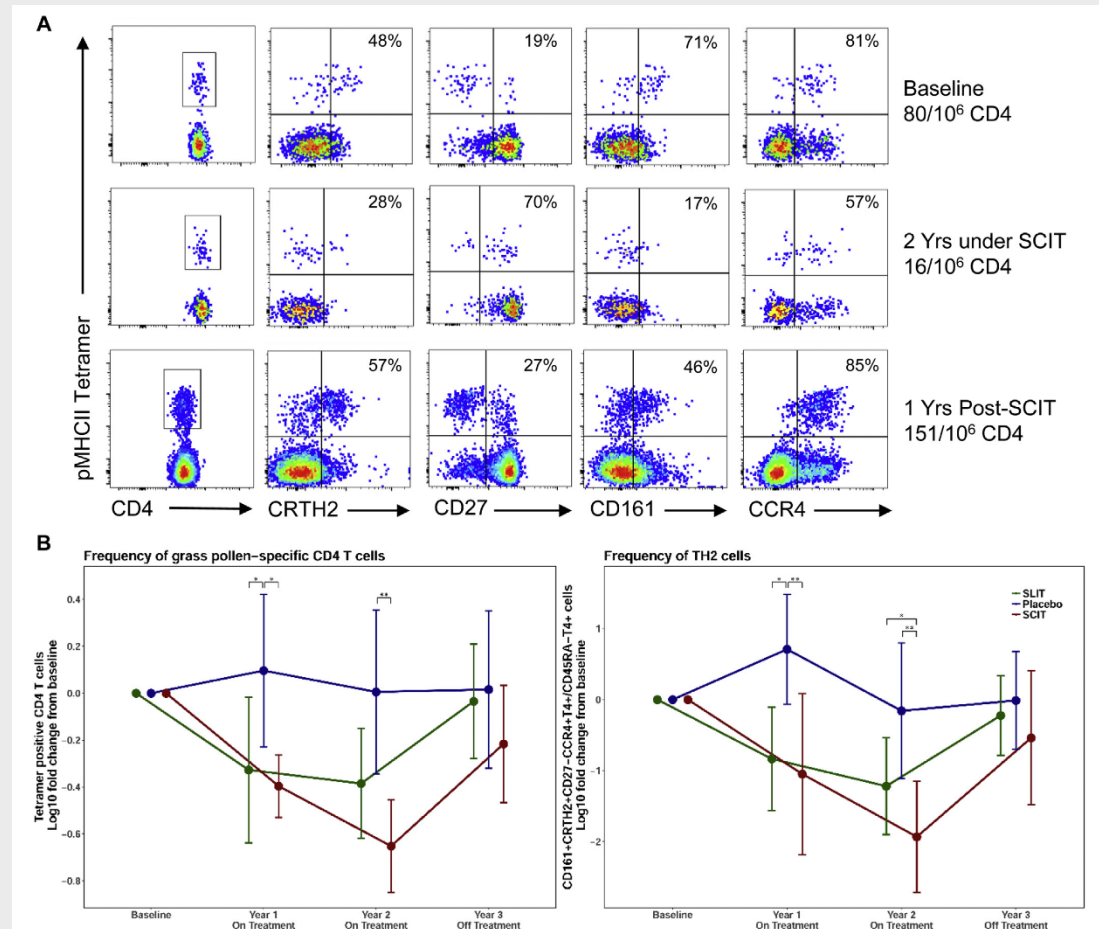 A
pMHCII Tetramer
48%
19%
71%
81%
Baseline
80/10⁶ CD4
28%
70%
17%
57%
2 Yrs under SCIT
16/10⁶ CD4
57%
27%
46%
85%
1 Yrs Post-SCIT
151/10⁶ CD4
CD4
CRTH2
CD27
CD161
CCR4
B
Frequency of grass pollen−specific CD4 T cells
Tetramer positive CD4 T cells
Log10 fold change from baseline
0.4
0.2
0.0
−0.2
−0.4
−0.6
−0.8
* *
**
Baseline
Year 1
On Treatment
Year 2
On Treatment
Year 3
Off Treatment
Frequency of TH2 cells
CD161+CRTH2+CD27−CCR4+T4+/CD45RA−T4+ cells
Log10 fold change from baseline
1
0
−1
−2
* **
*
**
SLIT
Placebo
SCIT
Baseline
Year 1
On Treatment
Year 2
On Treatment
Year 3
Off Treatment